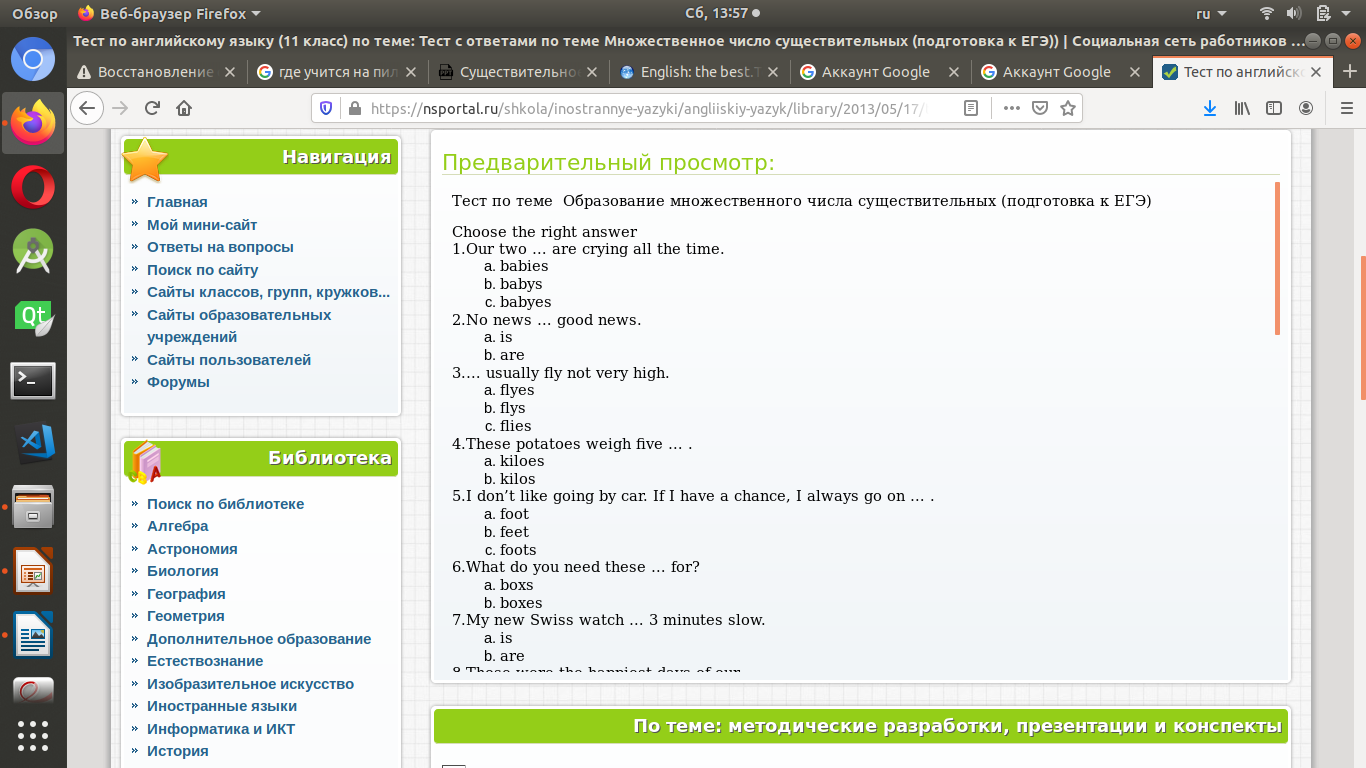 Обзор
Веб-браузер Firefox
Сб, 13:57
ru
Тест по английскому языку (11 класс) по теме: Тест с ответами по теме Множественное число существительных (подготовка к ЕГЭ)) | Социальная сеть работников ...
Восстановление
где учится на пил
Существительно
English: the best.
Аккаунт Google
Аккаунт Google
Тест по английск
https://nsportal.ru/shkola/inostrannye-yazyki/angliiskiy-yazyk/library/2013/05/17/
Навигация
Главная
Мой мини-сайт
Ответы на вопросы
Поиск по сайту
Сайты классов, групп, кружков...
Сайты образовательных
учреждений
Сайты пользователей
Форумы
Библиотека
Поиск по библиотеке
Алгебра
Астрономия
Биология
География
Геометрия
Дополнительное образование
Естествознание
Изобразительное искусство
Иностранные языки
Информатика и ИКТ
История
Предварительный просмотр:
Тест по теме Образование множественного числа существительных (подготовка к ЕГЭ)
Choose the right answer
1.Our two … are crying all the time.
a. babies
b. babys
c. babyes
2.No news … good news.
a. is
b. are
3.… usually fly not very high.
a. flyes
b. flys
c. flies
4.These potatoes weigh five … .
a. kiloes
b. kilos
5.I don’t like going by car. If I have a chance, I always go on … .
a. foot
b. feet
c. foots
6.What do you need these … for?
a. boxs
b. boxes
7.My new Swiss watch … 3 minutes slow.
a. is
b. are
8.These were the happiest days of our
По теме: методические разработки, презентации и конспекты